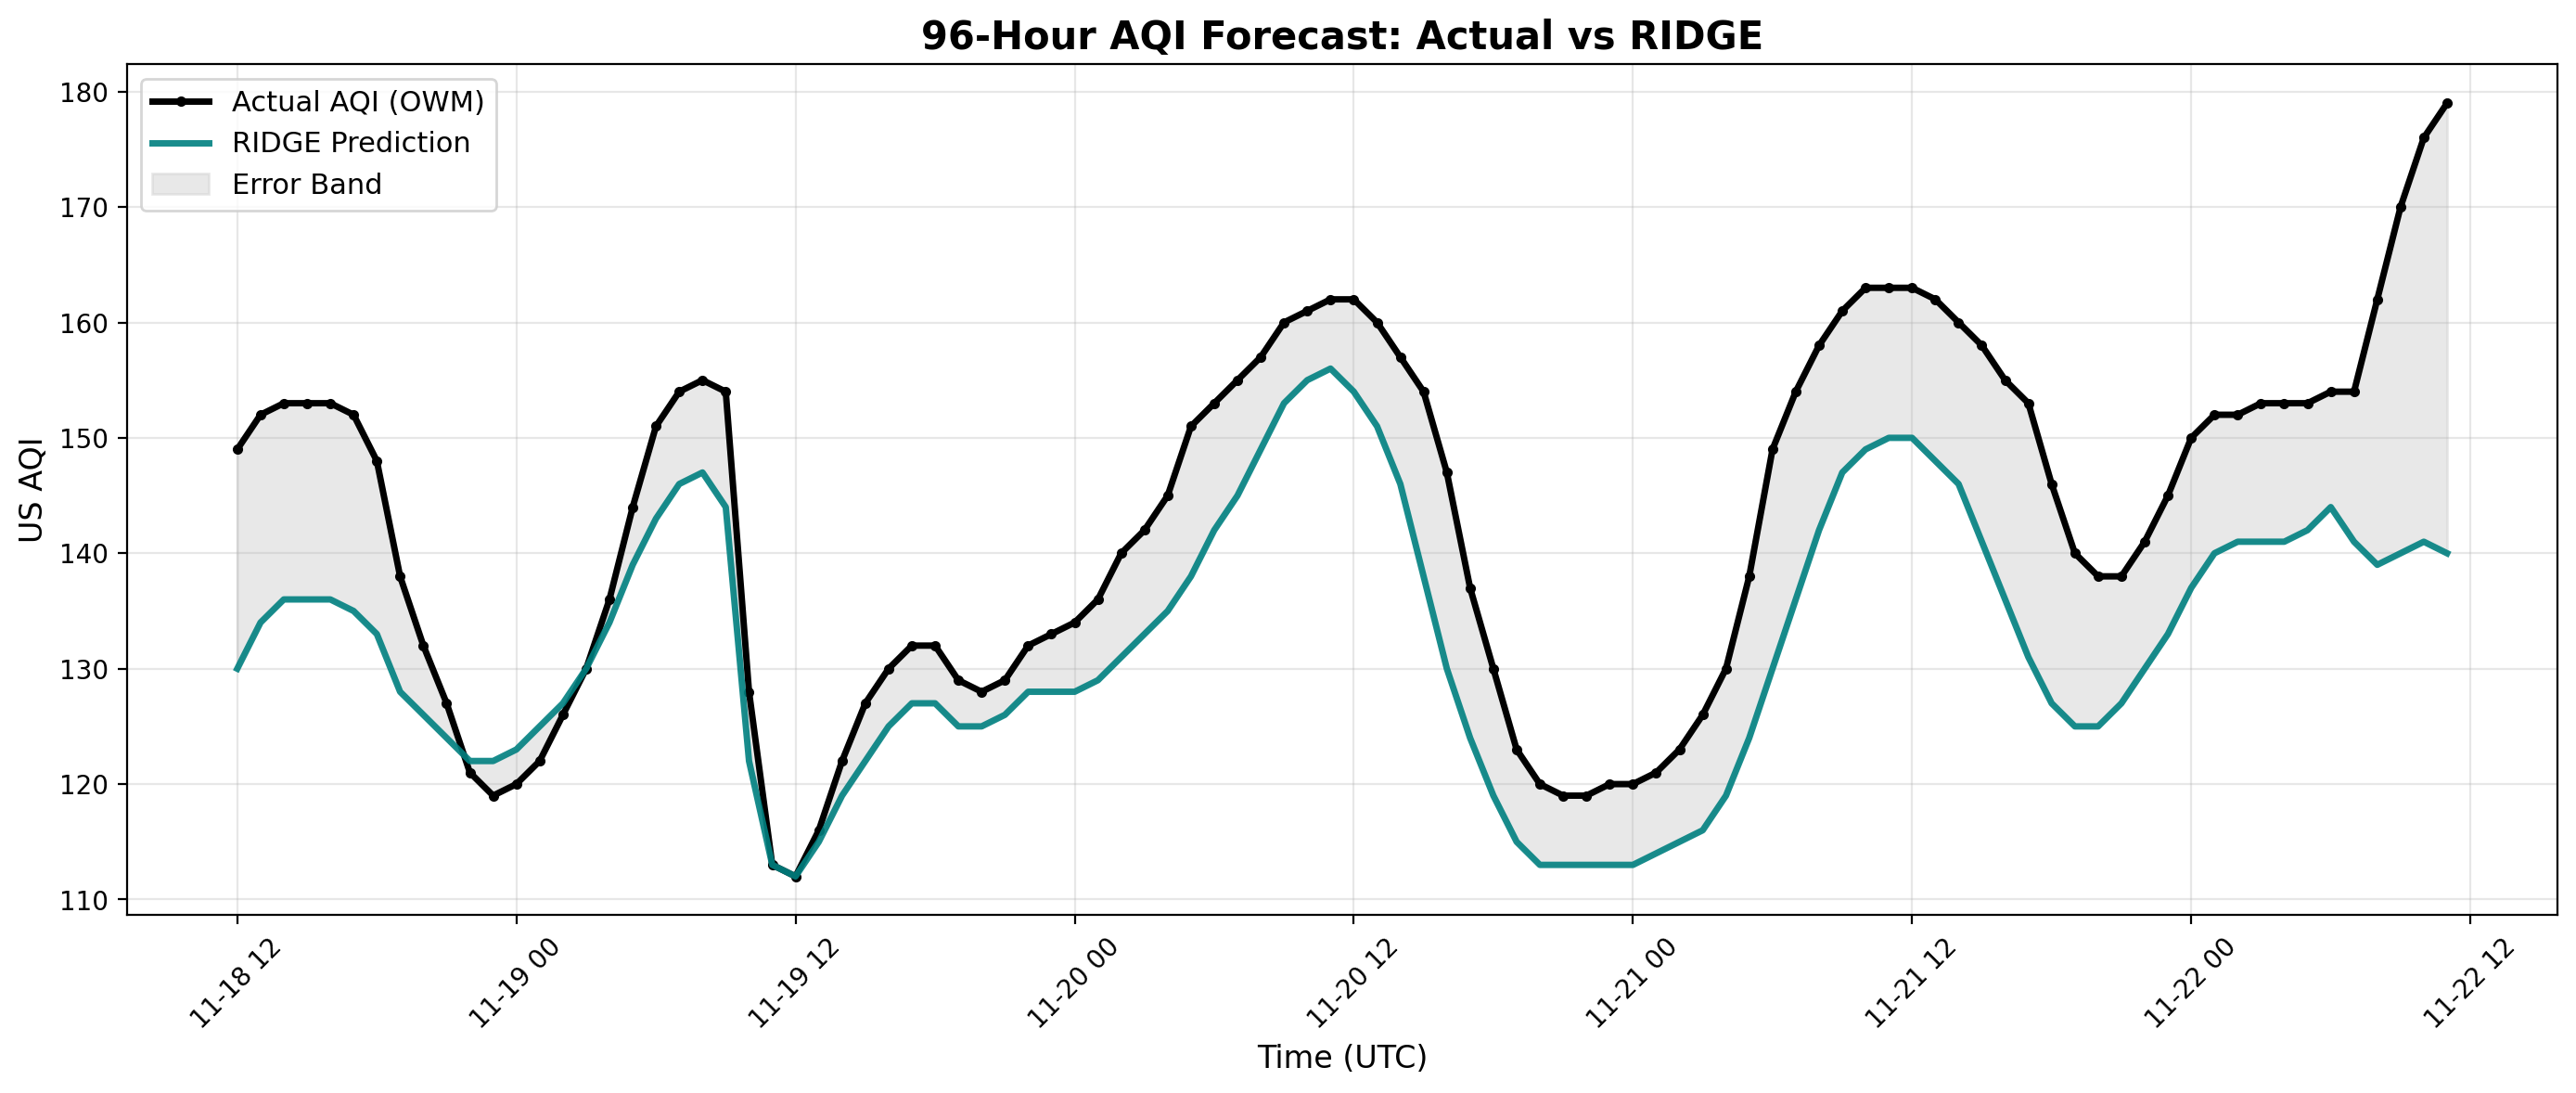 96-Hour AQI Forecast: Actual vs RIDGE
Actual AQI (OWM)
RIDGE Prediction
Error Band
US AQI
180
170
160
150
140
130
120
110
11-18 12
11-19 00
11-19 12
11-20 00
11-20 12
11-21 00
11-21 12
11-22 00
11-22 12
Time (UTC)